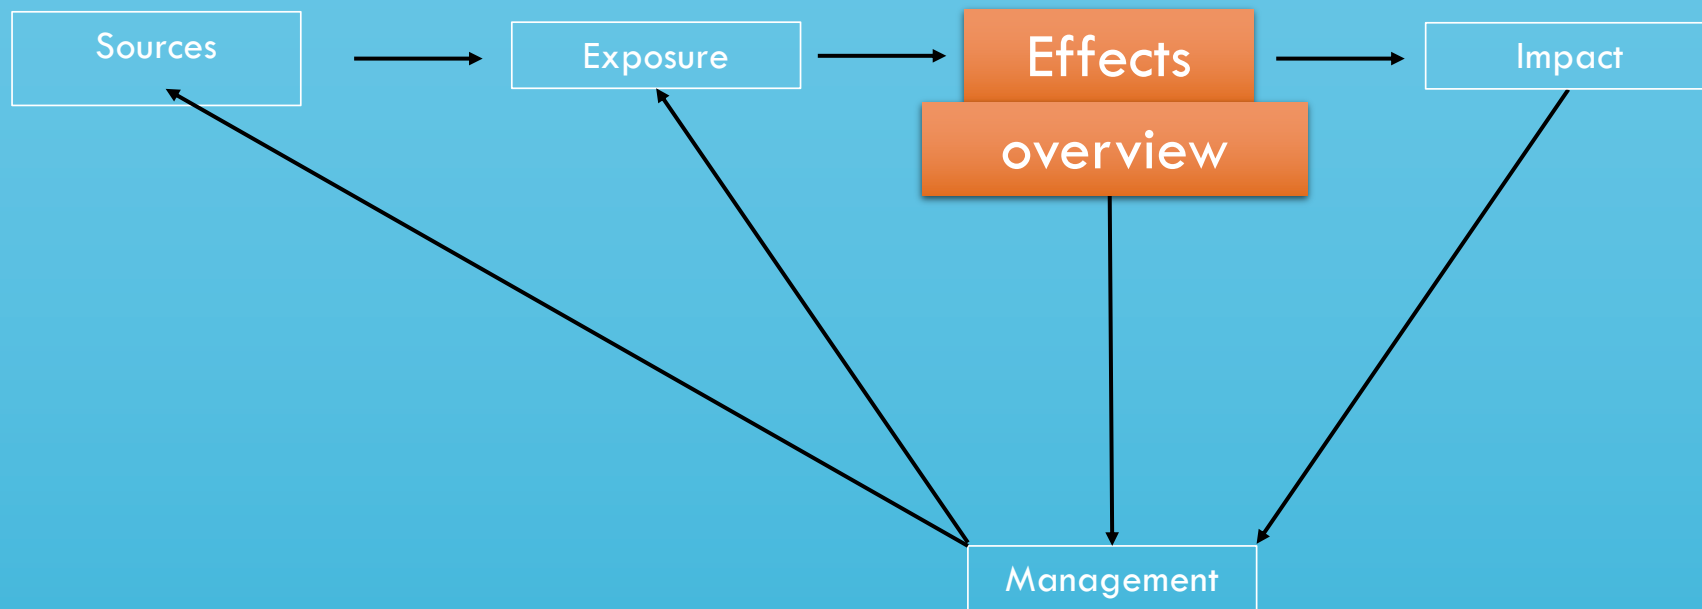 Sources
Exposure
Effects
overview
Impact
Management